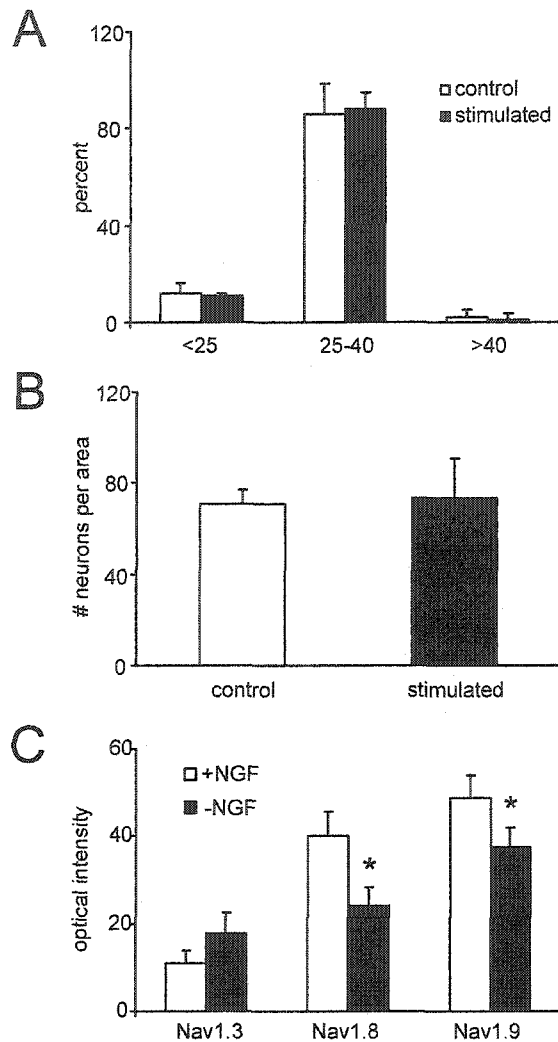 A
120
80
40
0
percent
control
stimulated
<25 25-40 >40
B
120
80
40
0
# neurons per area
control stimulated
C
60
40
20
0
optical intensity
+NGF
-NGF
*
*
Nav1.3 Nav1.8 Nav1.9